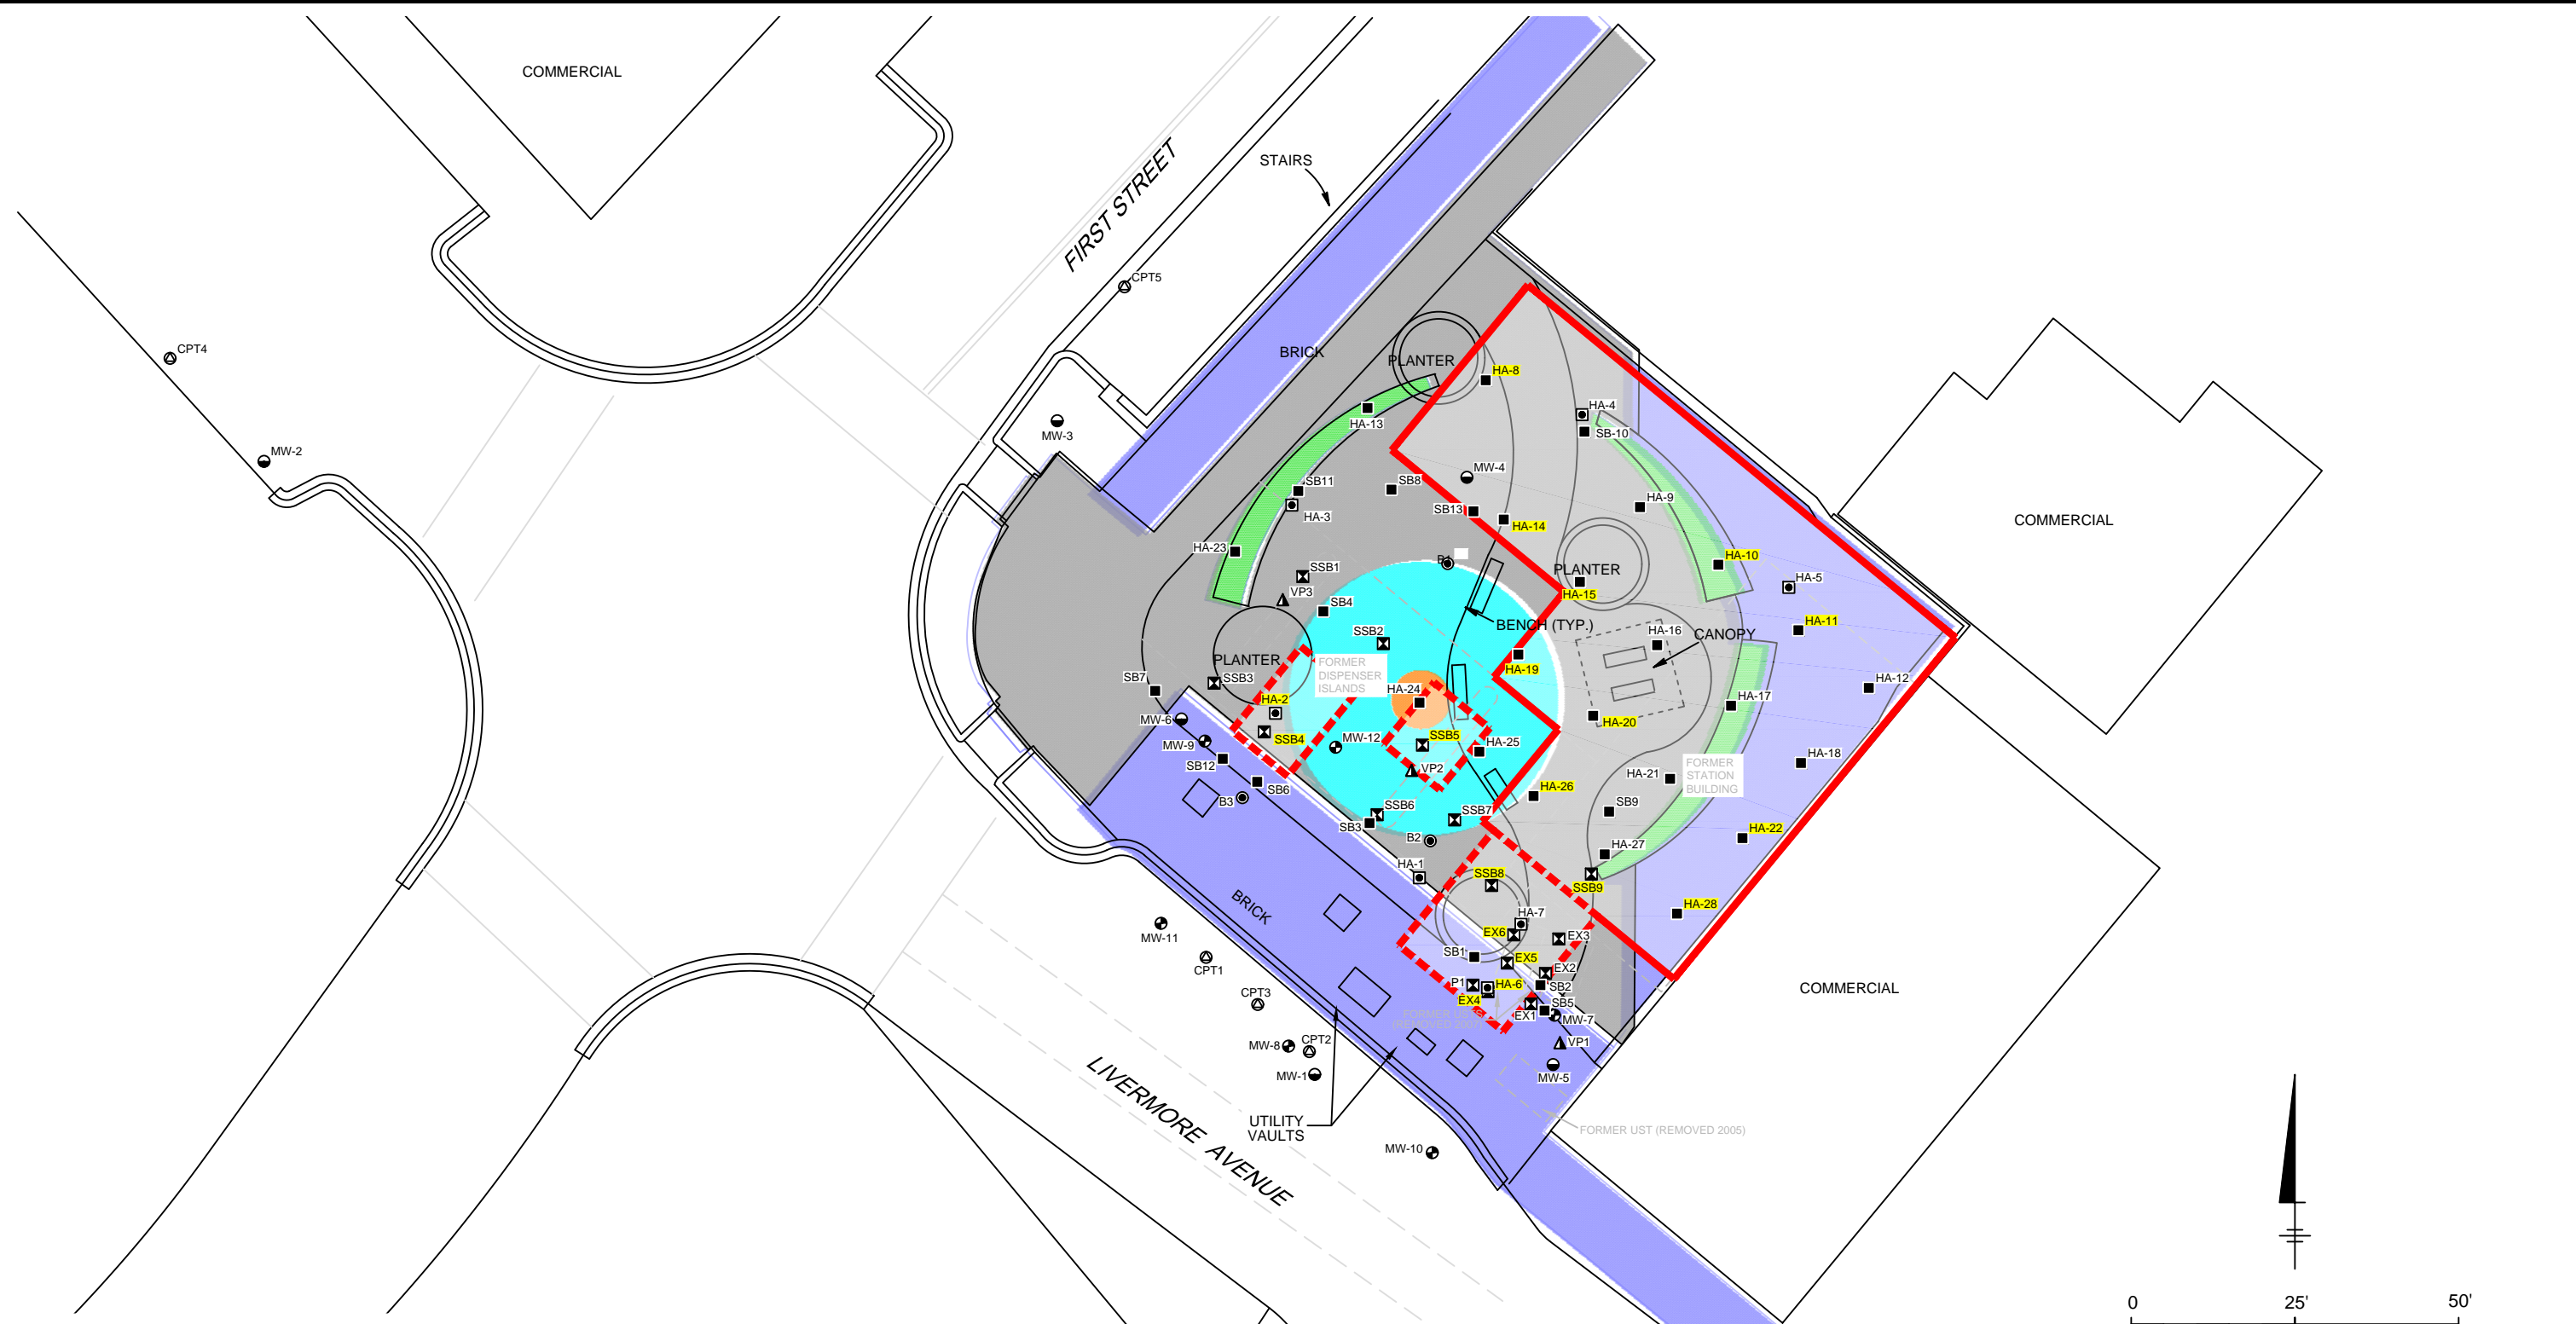 COMMERCIAL
STAIRS
FIRST STREET
CPT5
CPT4
BRICK
PLANTER
HA-8
HA-4
HA-13
SB-10
MW-3
MW-2
MW-4
SB11
SB8
HA-9
HA-3
SB13
HA-14
COMMERCIAL
HA-23
B1
HA-10
SSB1
PLANTER
HA-5
VP3
HA-15
SB4
BENCH (TYP.)
HA-11
SSB2
HA-16
CANOPY
PLANTER
FORMER
DISPENSER
ISLANDS
HA-19
SB7
SSB3
HA-24
HA-12
HA-2
HA-17
MW-6
HA-20
MW-9
SSB4
MW-12
SSB5
HA-25
SB12
VP2
HA-18
FORMER
STATION
BUILDING
HA-21
SB6
B3
HA-26
SSB6
SSB7
SB9
SB3
HA-22
B2
HA-27
HA-1
SSB8
SSB9
BRICK
HA-28
HA-7
MW-11
EX6
EX3
SB1
EX5
CPT1
EX2
P1
HA-6
SB2
COMMERCIAL
CPT3
EX4
SB5
FORMER USTS
(REMOVED 2007)
EX1
MW-7
MW-8
CPT2
VP1
MW-1
MW-5
LIVERMORE AVENUE
UTILITY
VAULTS
FORMER UST (REMOVED 2005)
MW-10
0 25' 50'